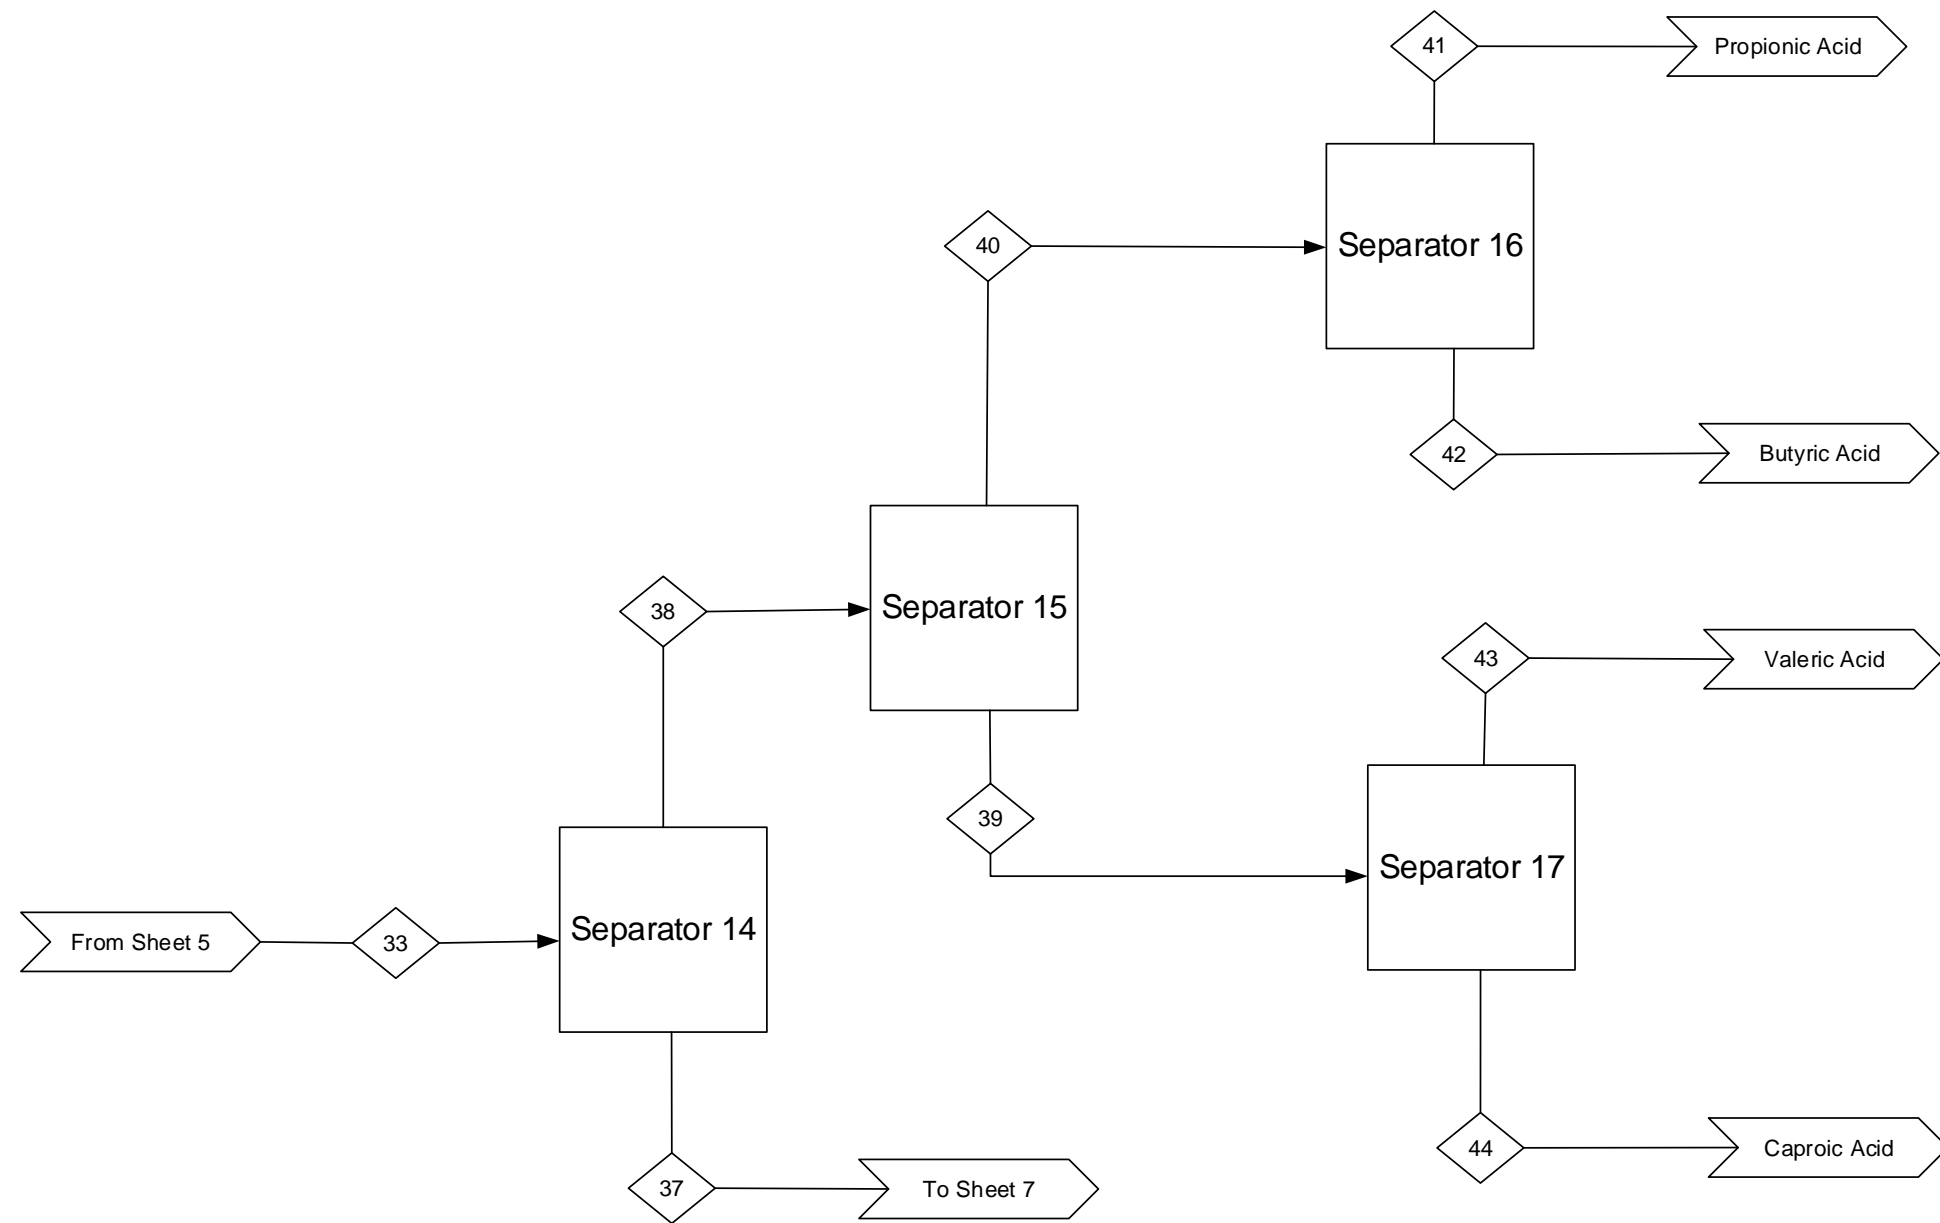 41
Propionic Acid
40
Separator 16
42
Butyric Acid
38
Separator 15
43
Valeric Acid
39
Separator 17
From Sheet 5
33
Separator 14
44
Caproic Acid
37
To Sheet 7